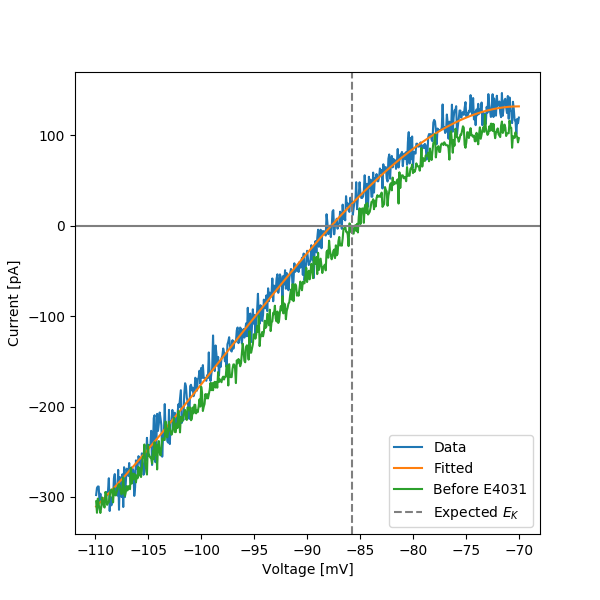 Current [pA]
100
0
−100
−200
−300
−110
−105
−100
−95
−90
−85
−80
−75
−70
Voltage [mV]
Data
Fitted
Before E4031
Expected E_K